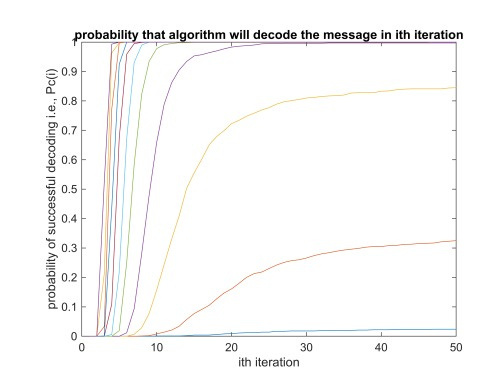 probability that algorithm will decode the message in ith iteration
probability of successful decoding i.e., Pc(i)
1
0.9
0.8
0.7
0.6
0.5
0.4
0.3
0.2
0.1
0
0 10 20 30 40 50
ith iteration